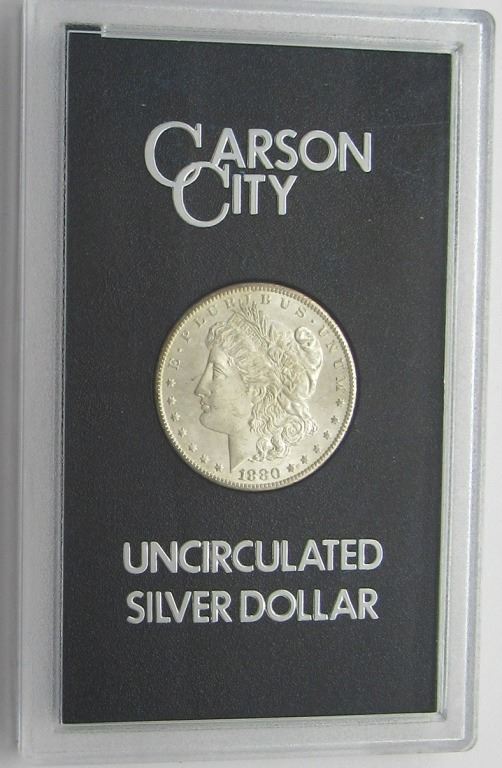 CARSON
CITY
E·PLURIBUS·UNUM
1880
UNCIRCULATED
SILVER DOLLAR